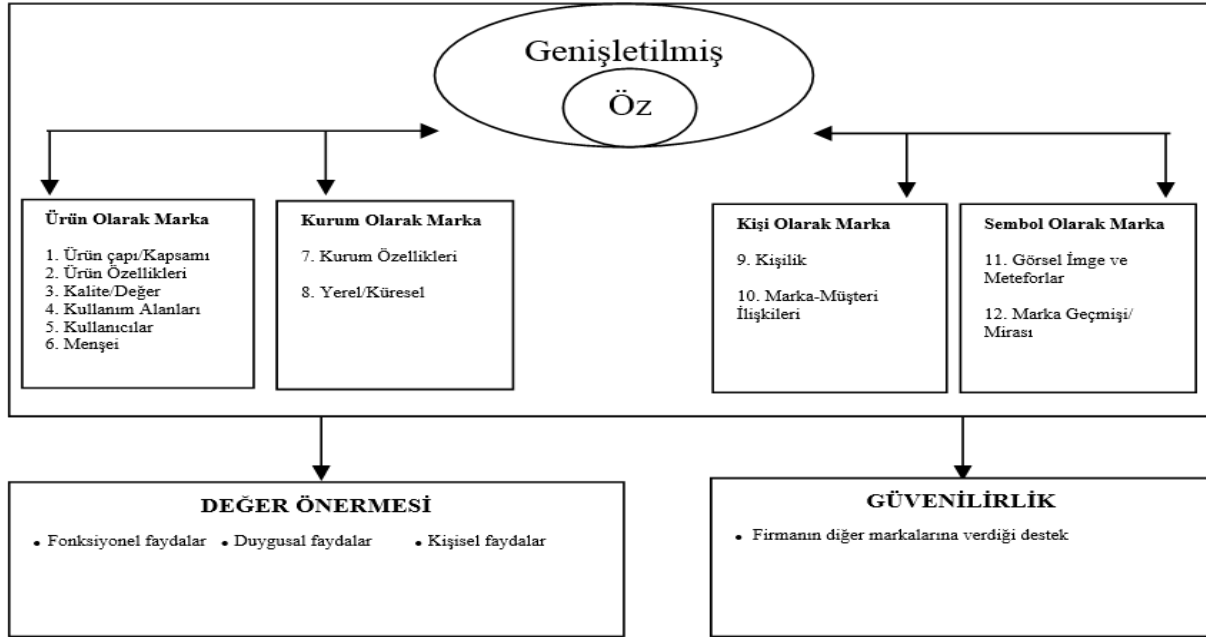 Genişletilmiş
Öz
Ürün Olarak Marka
1. Ürün çapı/Kapsamı
2. Ürün Özellikleri
3. Kalite/Değer
4. Kullanım Alanları
5. Kullanıcılar
6. Menşei
Kurum Olarak Marka
7. Kurum Özellikleri
8. Yerel/Küresel
Kişi Olarak Marka
9. Kişilik
10. Marka-Müşteri
İlişkileri
Sembol Olarak Marka
11. Görsel İmge ve
Meteforlar
12. Marka Geçmişi/
Mirası
DEĞER ÖNERMESİ
• Fonksiyonel faydalar • Duygusal faydalar • Kişisel faydalar
GÜVENİLİRLİK
• Firmanın diğer markalarına verdiği destek